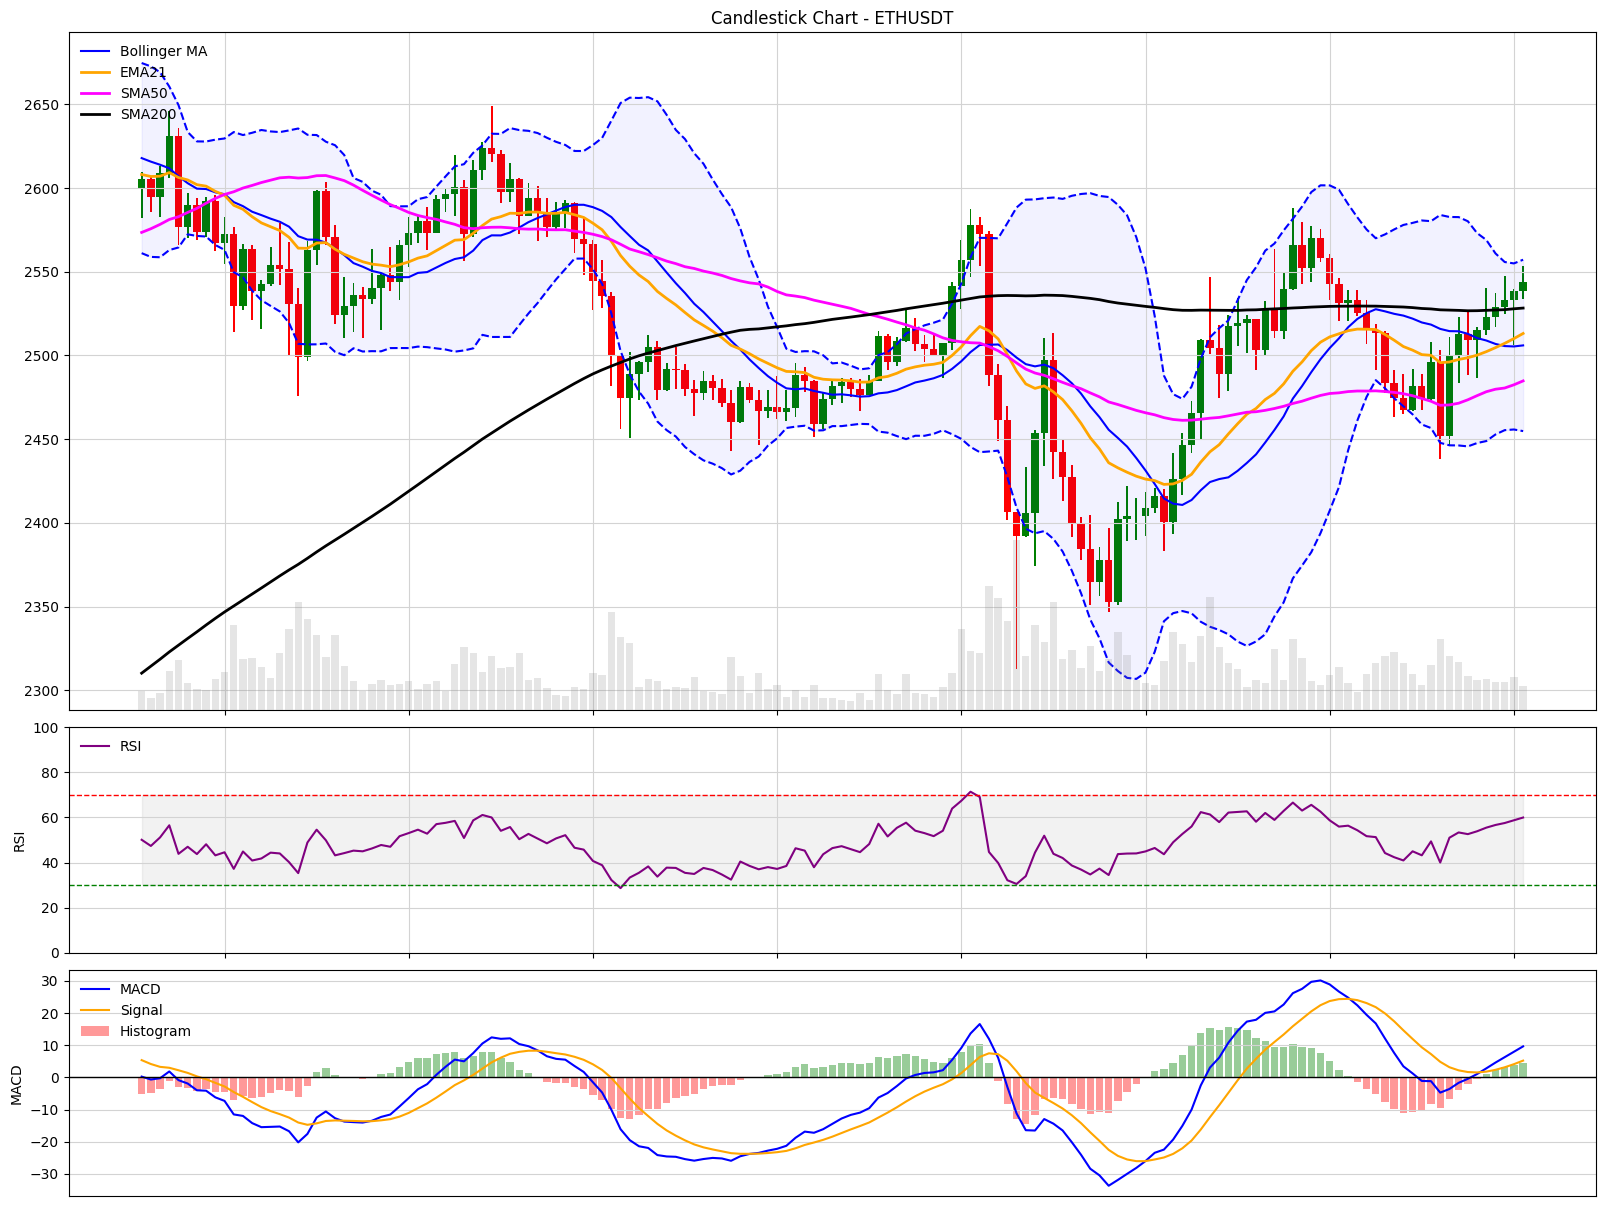 Candlestick Chart - ETHUSDT
Bollinger MA
EMA21
SMA50
SMA200
2650
2600
2550
2500
2450
2400
2350
2300
RSI
100
80
60
40
20
0
RSI
MACD
Signal
Histogram
30
20
10
0
−10
−20
−30
MACD